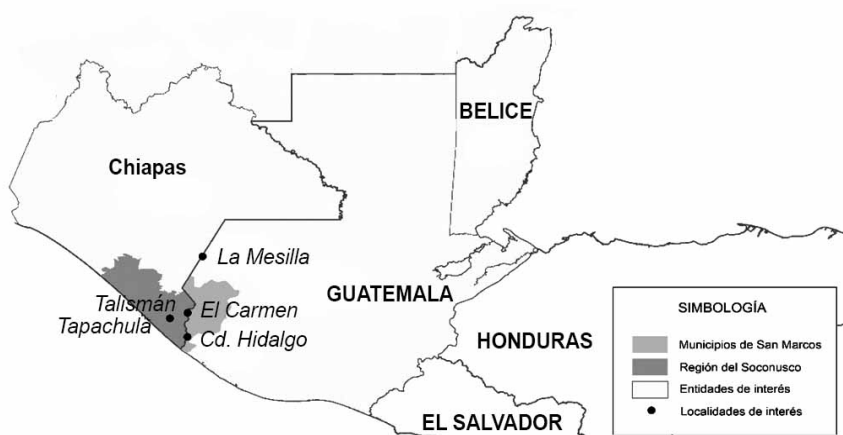 BELICE
Chiapas
La Mesilla
Talismán
El Carmen
Tapachula
Cd. Hidalgo
GUATEMALA
HONDURAS
EL SALVADOR
SIMBOLOGÍA
Municipios de San Marcos
Región del Soconusco
Entidades de interés
Localidades de interés